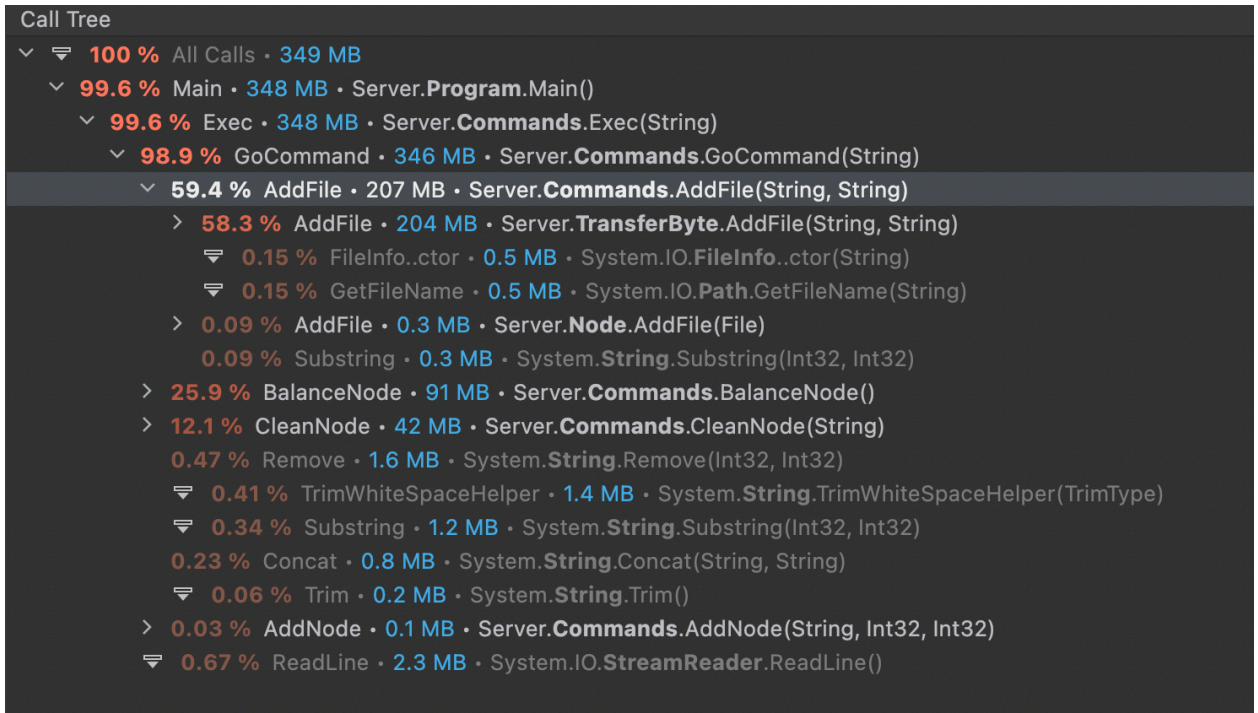 Call Tree
100 % All Calls • 349 MB
99.6 % Main • 348 MB • Server.Program.Main()
99.6 % Exec • 348 MB • Server.Commands.Exec(String)
98.9 % GoCommand • 346 MB • Server.Commands.GoCommand(String)
59.4 % AddFile • 207 MB • Server.Commands.AddFile(String, String)
58.3 % AddFile • 204 MB • Server.TransferByte.AddFile(String, String)
0.15 % FileInfo..ctor • 0.5 MB • System.IO.FileInfo..ctor(String)
0.15 % GetFileName • 0.5 MB • System.IO.Path.GetFileName(String)
0.09 % AddFile • 0.3 MB • Server.Node.AddFile(File)
0.09 % Substring • 0.3 MB • System.String.Substring(Int32, Int32)
25.9 % BalanceNode • 91 MB • Server.Commands.BalanceNode()
12.1 % CleanNode • 42 MB • Server.Commands.CleanNode(String)
0.47 % Remove • 1.6 MB • System.String.Remove(Int32, Int32)
0.41 % TrimWhiteSpaceHelper • 1.4 MB • System.String.TrimWhiteSpaceHelper(TrimType)
0.34 % Substring • 1.2 MB • System.String.Substring(Int32, Int32)
0.23 % Concat • 0.8 MB • System.String.Concat(String, String)
0.06 % Trim • 0.2 MB • System.String.Trim()
0.03 % AddNode • 0.1 MB • Server.Commands.AddNode(String, Int32, Int32)
0.67 % ReadLine • 2.3 MB • System.IO.StreamReader.ReadLine()